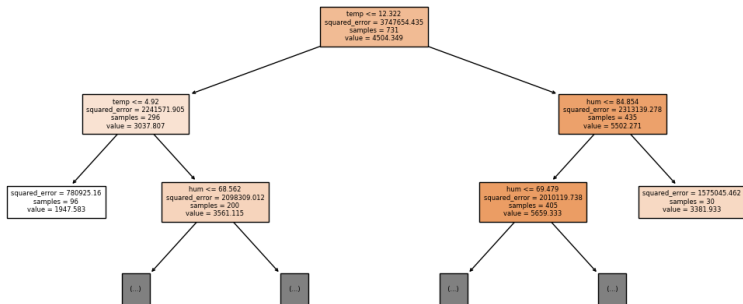 temp <= 12.322
squared_error = 3747654.435
samples = 731
value = 4504.349
temp <= 4.92
squared_error = 2241571.905
samples = 296
value = 3037.807
hum <= 84.854
squared_error = 2313139.278
samples = 435
value = 5502.271
squared_error = 780925.16
samples = 96
value = 1947.583
hum <= 68.562
squared_error = 2098309.012
samples = 200
value = 3561.115
hum <= 69.479
squared_error = 2010119.738
samples = 405
value = 5659.333
squared_error = 1575045.462
samples = 30
value = 3381.933
(...)
(...)
(...)
(...)